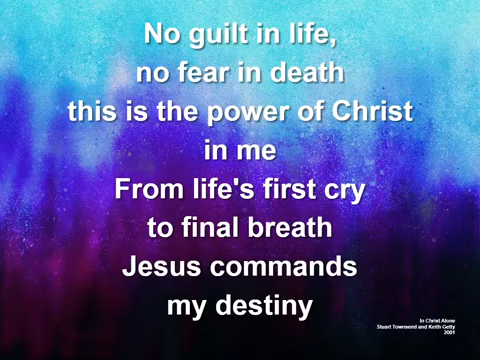 No guilt in life,
no fear in death
this is the power of Christ
in me
From life's first cry
to final breath
Jesus commands
my destiny
In Christ Alone
Stuart Townsend and Keith Getty
2001